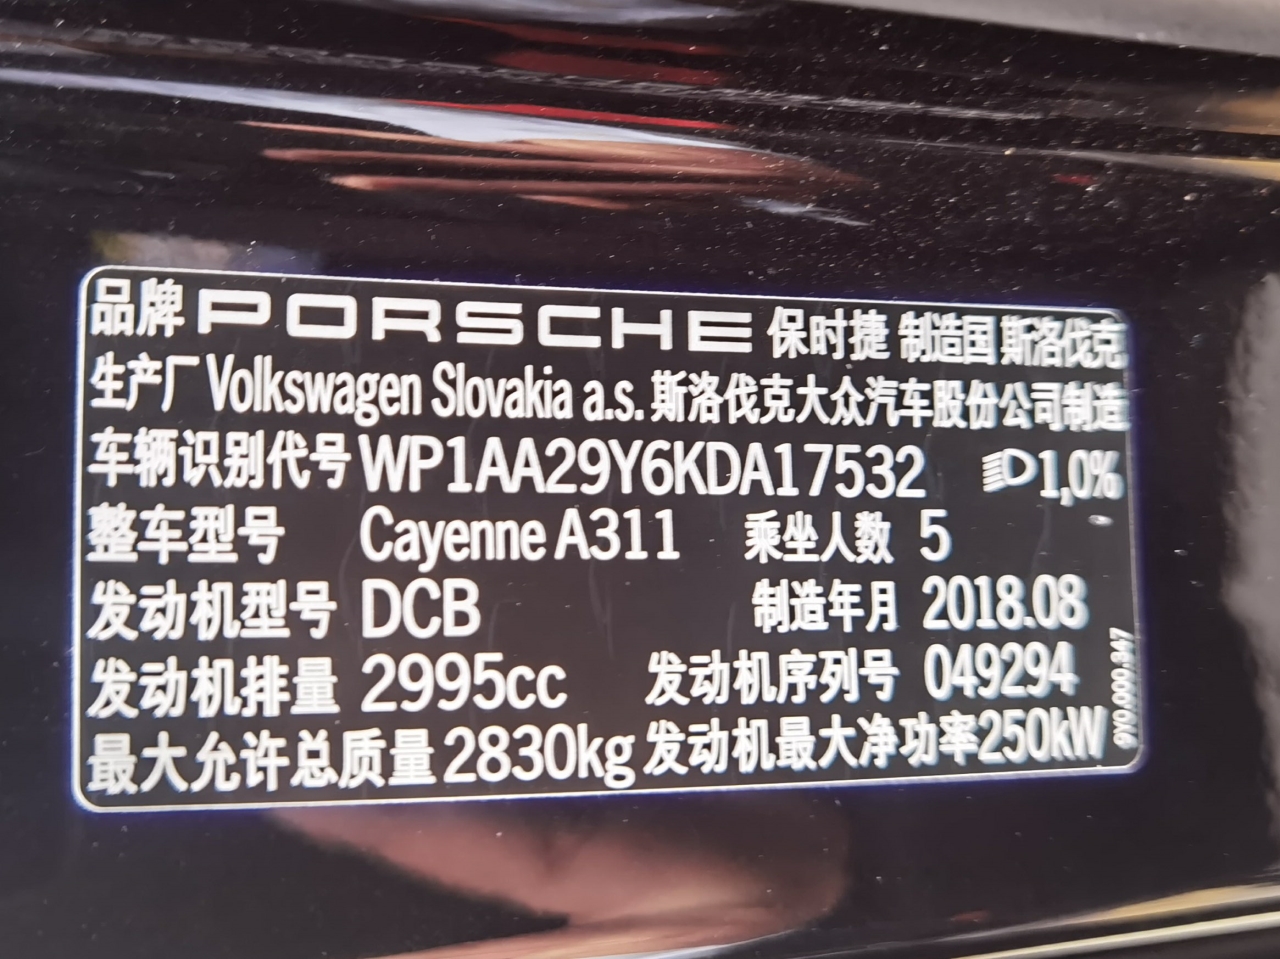 品牌 PORSCHE 保时捷 制造国 斯洛伐克
生产厂 Volkswagen Slovakia a.s. 斯洛伐克大众汽车股份公司制造
车辆识别代号 WP1AA29Y6KDA17532 1,0%
整车型号 Cayenne A311 乘坐人数 5
发动机型号 DCB 制造年月 2018.08
发动机排量 2995cc 发动机序列号 049294
最大允许总质量 2830kg 发动机最大净功率 250kW
9Y0.009.347